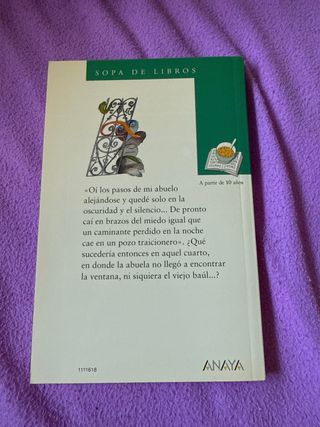 SOPA DE LIBROS
A partir de 10 años
«Oí los pasos de mi abuelo
alejándose y quedé solo en la
oscuridad y el silencio... De pronto
caí en brazos del miedo igual que
un caminante perdido en la noche
cae en un pozo traicionero». ¿Qué
sucedería entonces en aquel cuarto,
en donde la abuela no llegó a encontrar
la ventana, ni siquiera el viejo baúl...?
1111618
ANAYA